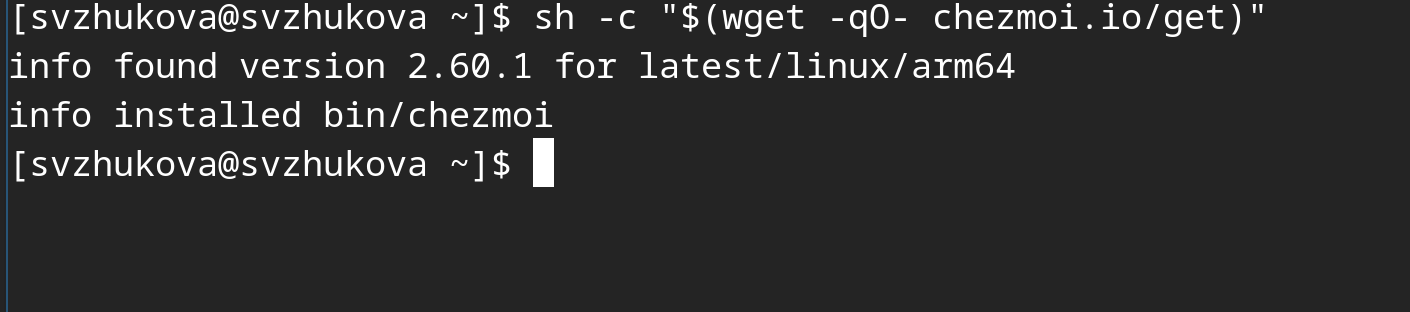 [svzhukova@svzhukova ~]$ sh -c "$(wget -qO- chezmoi.io/get)"
info found version 2.60.1 for latest/linux/arm64
info installed bin/chezmoi
[svzhukova@svzhukova ~]$